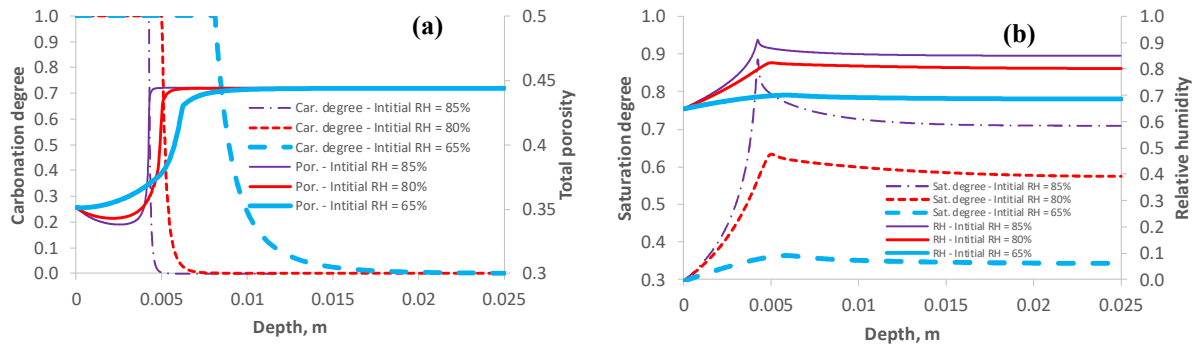 (a)
1.0
0.9
0.8
0.7
0.6
0.5
0.4
0.3
0.2
0.1
0.0
Carbonation degree
0.5
0.45
0.4
0.35
0.3
Total porosity
Car. degree - Intitial RH = 85%
Car. degree - Intitial RH = 80%
Car. degree - Intitial RH = 65%
Por. - Intitial RH = 85%
Por. - Intitial RH = 80%
Por. - Intitial RH = 65%
0 0.005 0.01 0.015 0.02 0.025
Depth, m
(b)
1.0
0.9
0.8
0.7
0.6
0.5
0.4
0.3
Saturation degree
1.0
0.9
0.8
0.7
0.6
0.5
0.4
0.3
0.2
0.1
0.0
Relative humidity
Sat. degree - Intitial RH = 85%
Sat. degree - Intitial RH = 80%
Sat. degree - Intitial RH = 65%
RH - Intitial RH = 85%
RH - Intitial RH = 80%
RH - Intitial RH = 65%
0 0.005 0.01 0.015 0.02 0.025
Depth, m